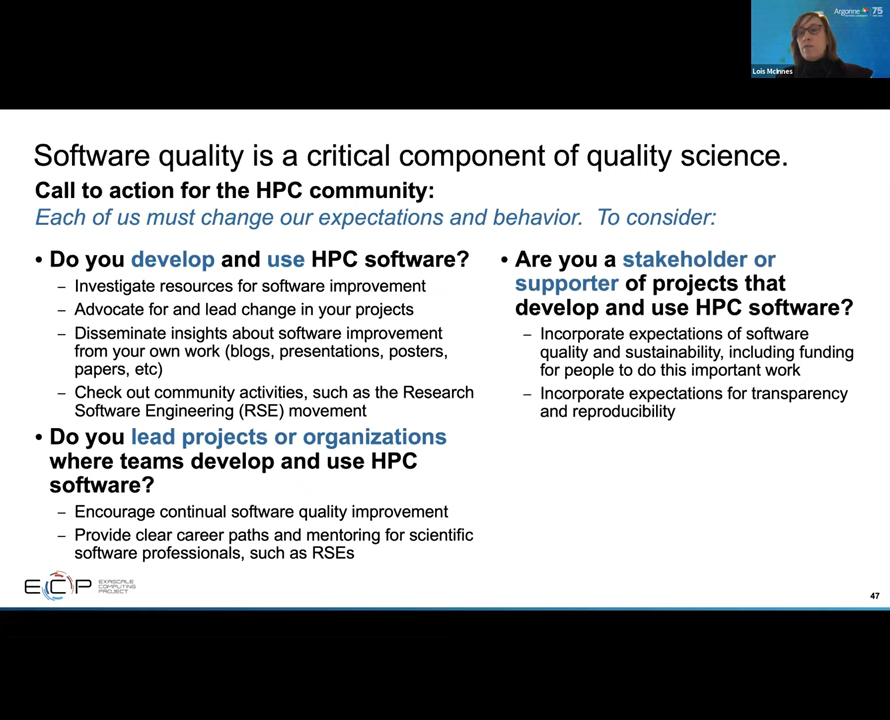 Argonne 75
Lois McInnes
Software quality is a critical component of quality science.
Call to action for the HPC community:
Each of us must change our expectations and behavior. To consider:
• Do you develop and use HPC software?
– Investigate resources for software improvement
– Advocate for and lead change in your projects
– Disseminate insights about software improvement
from your own work (blogs, presentations, posters,
papers, etc)
– Check out community activities, such as the Research
Software Engineering (RSE) movement
• Do you lead projects or organizations
where teams develop and use HPC
software?
– Encourage continual software quality improvement
– Provide clear career paths and mentoring for scientific
software professionals, such as RSEs
• Are you a stakeholder or
supporter of projects that
develop and use HPC software?
– Incorporate expectations of software
quality and sustainability, including funding
for people to do this important work
– Incorporate expectations for transparency
and reproducibility
ECP
EXASCALE
COMPUTING
PROJECT
47